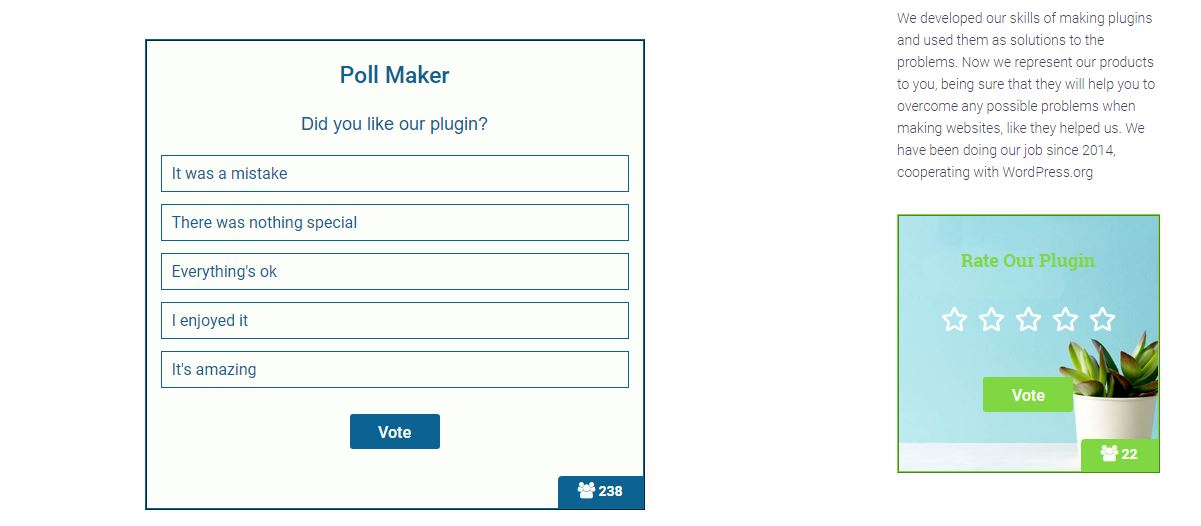 Poll Maker
Did you like our plugin?
It was a mistake
There was nothing special
Everything's ok
I enjoyed it
It's amazing
Vote
238
We developed our skills of making plugins
and used them as solutions to the
problems. Now we represent our products
to you, being sure that they will help you to
overcome any possible problems when
making websites, like they helped us. We
have been doing our job since 2014,
cooperating with WordPress.org
Rate Our Plugin
Vote
22